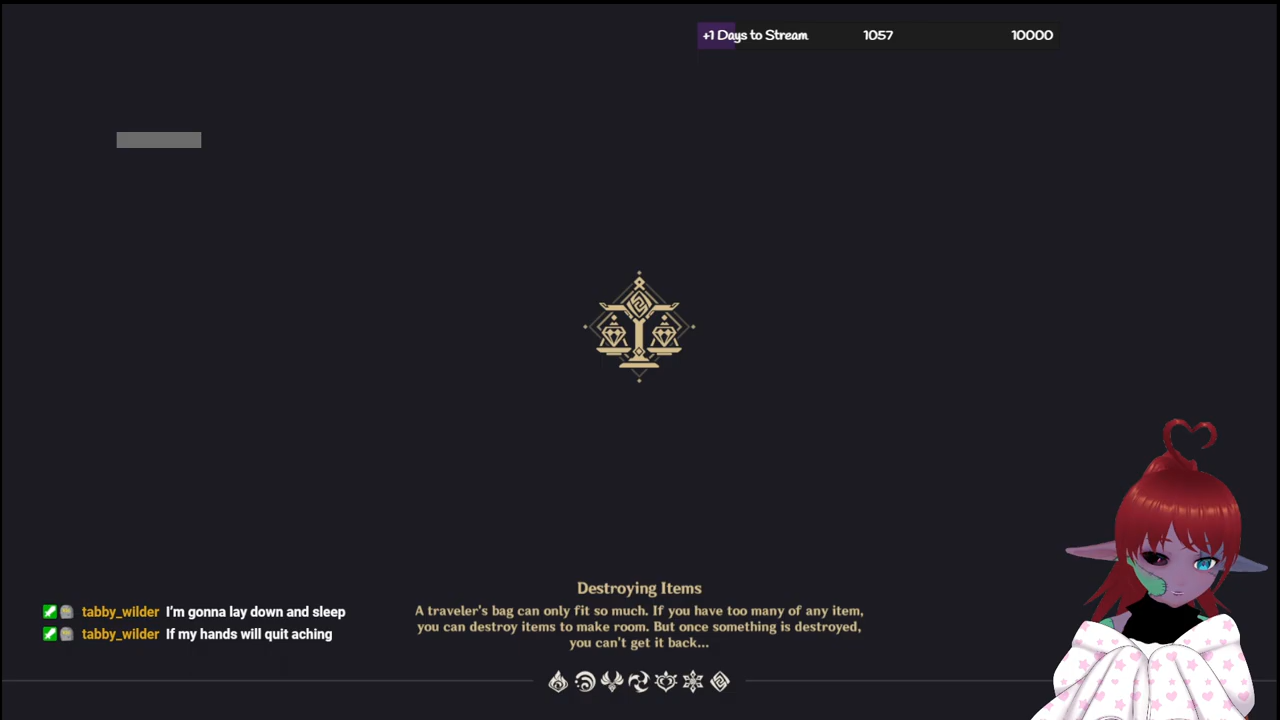 +1 Days to Stream 1057 10000
Destroying Items
A traveler's bag can only fit so much. If you have too many of any item,
you can destroy items to make room. But once something is destroyed,
you can't get it back...
tabby_wilder I'm gonna lay down and sleep
tabby_wilder If my hands will quit aching